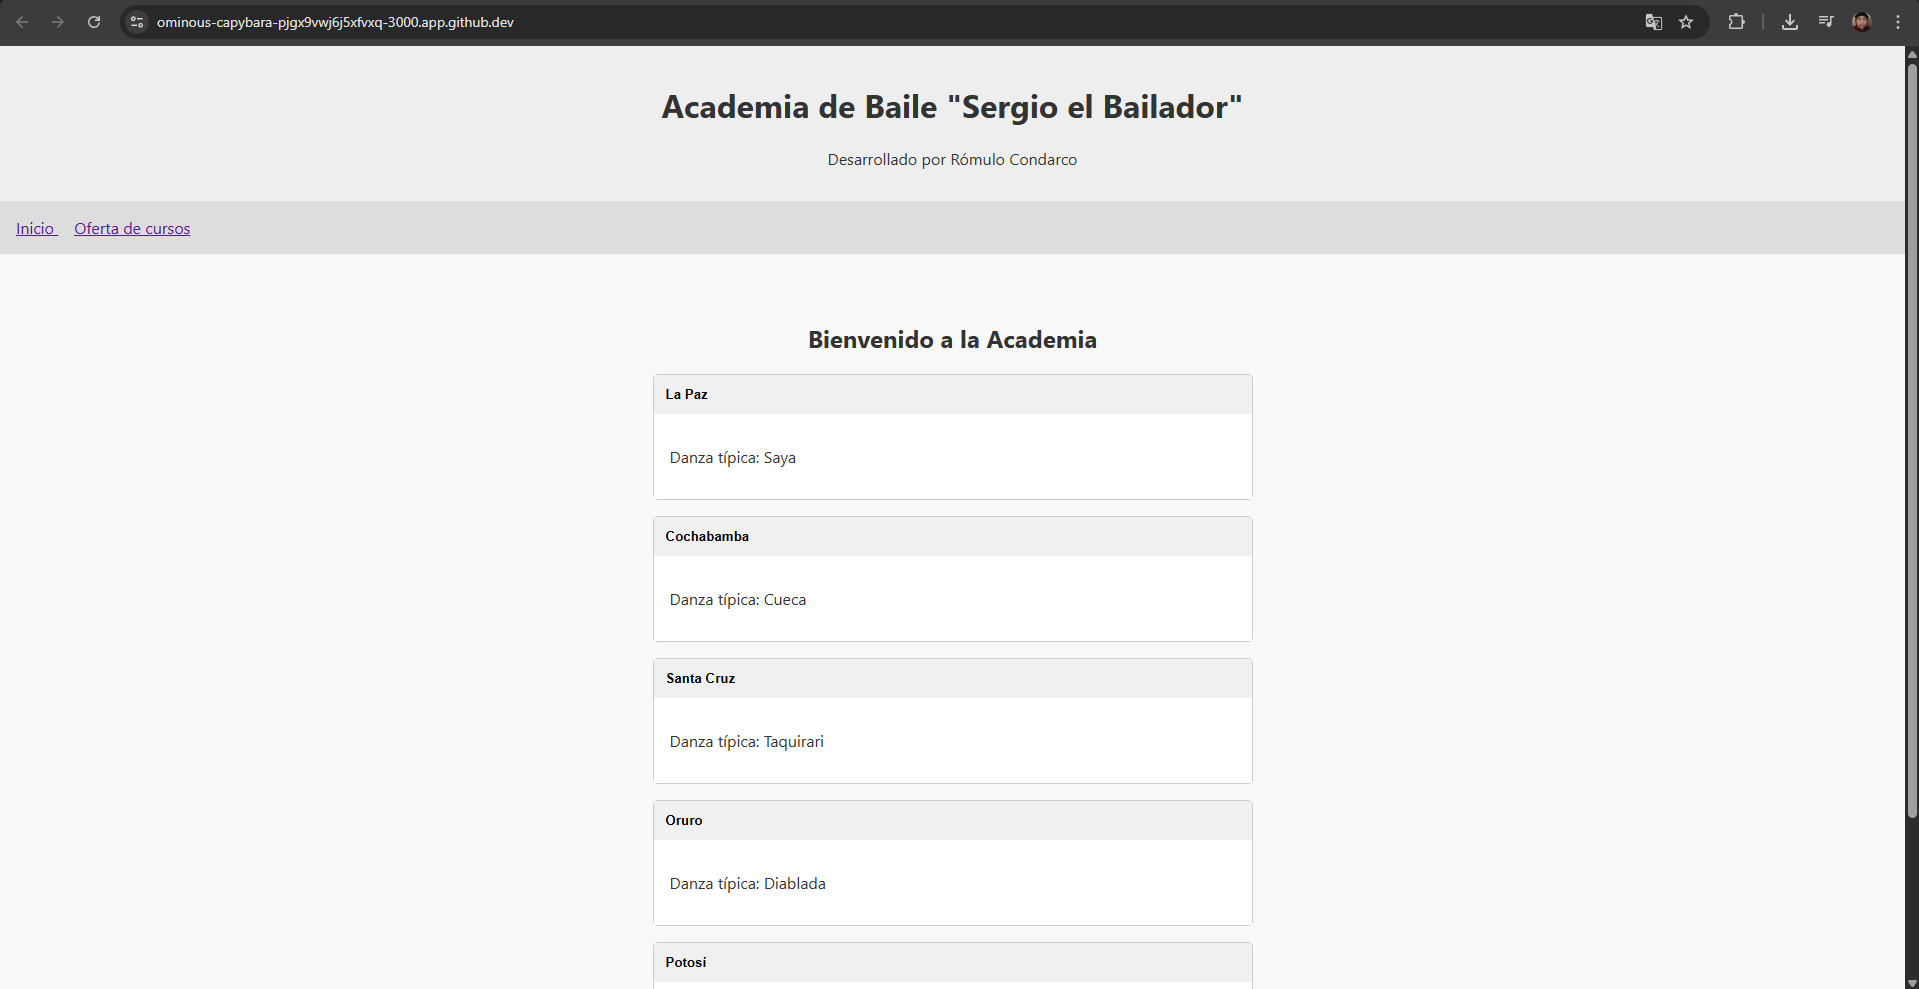 ominous-capybara-pjgx9vwj6j5xfvxq-3000.app.github.dev
Academia de Baile "Sergio el Bailador"
Desarrollado por Rómulo Condarco
Inicio Oferta de cursos
Bienvenido a la Academia
La Paz
Danza típica: Saya
Cochabamba
Danza típica: Cueca
Santa Cruz
Danza típica: Taquirari
Oruro
Danza típica: Diablada
Potosí